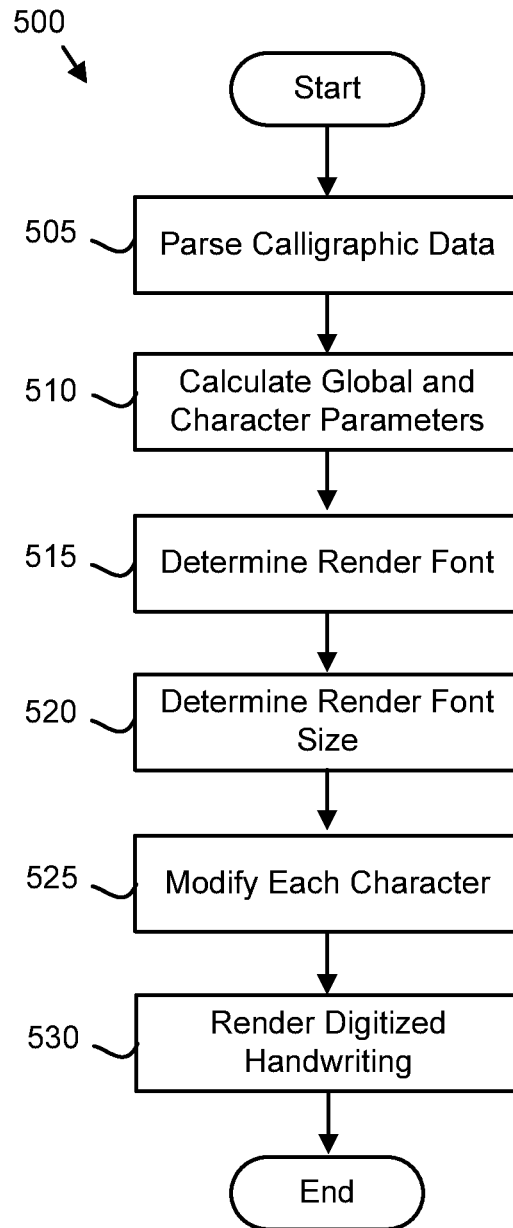 500
Start
505
Parse Calligraphic Data
510
Calculate Global and
Character Parameters
515
Determine Render Font
520
Determine Render Font
Size
525
Modify Each Character
530
Render Digitized
Handwriting
End